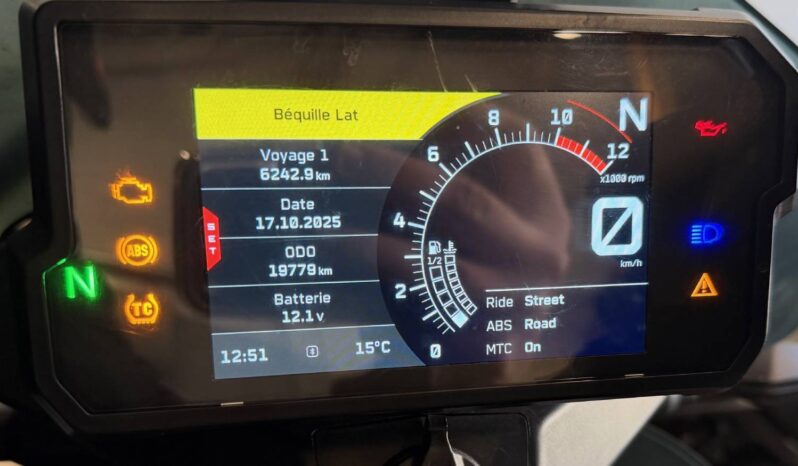 Béquille Lat
Voyage 1
6242.9 km
Date
17.10.2025
ODO
19779 km
Batterie
12.1 v
12:51
15°C
SET
0
2
4
6
8
10
12
x1000 rpm
N
1/2
0
km/h
Ride Street
ABS Road
MTC On
ABS
N
TC